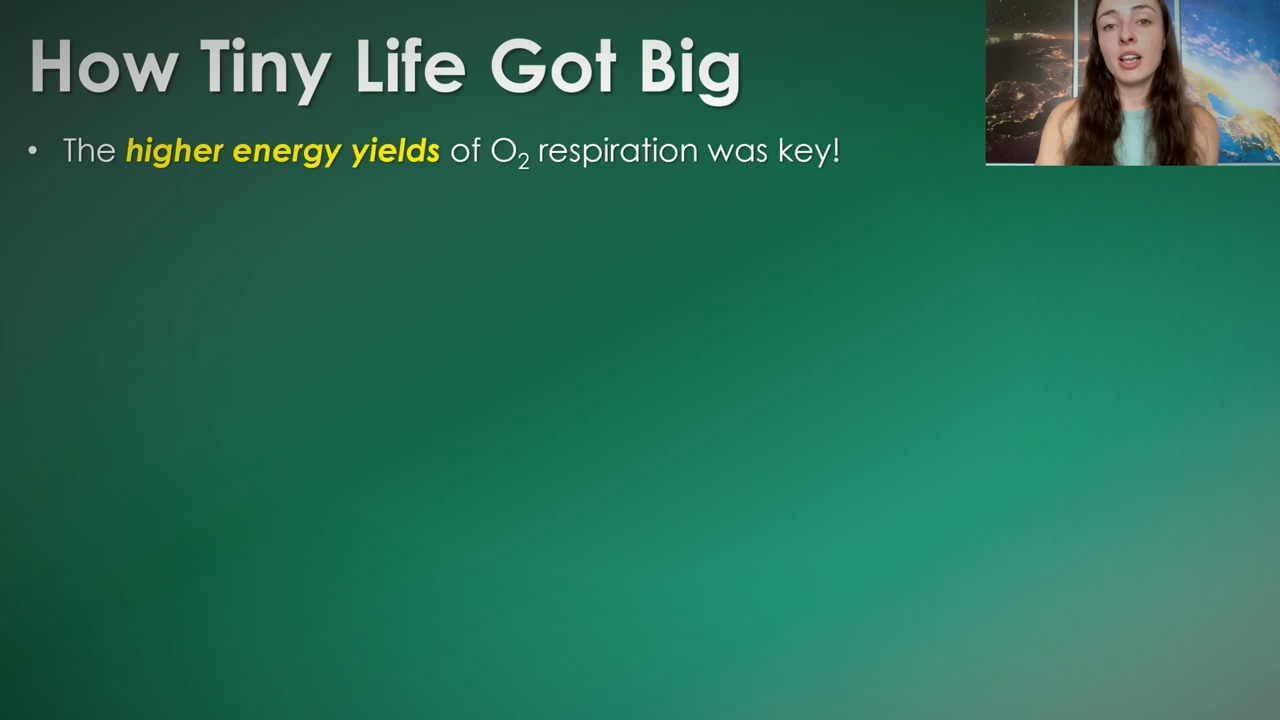 How Tiny Life Got Big
• The higher energy yields of O₂ respiration was key!